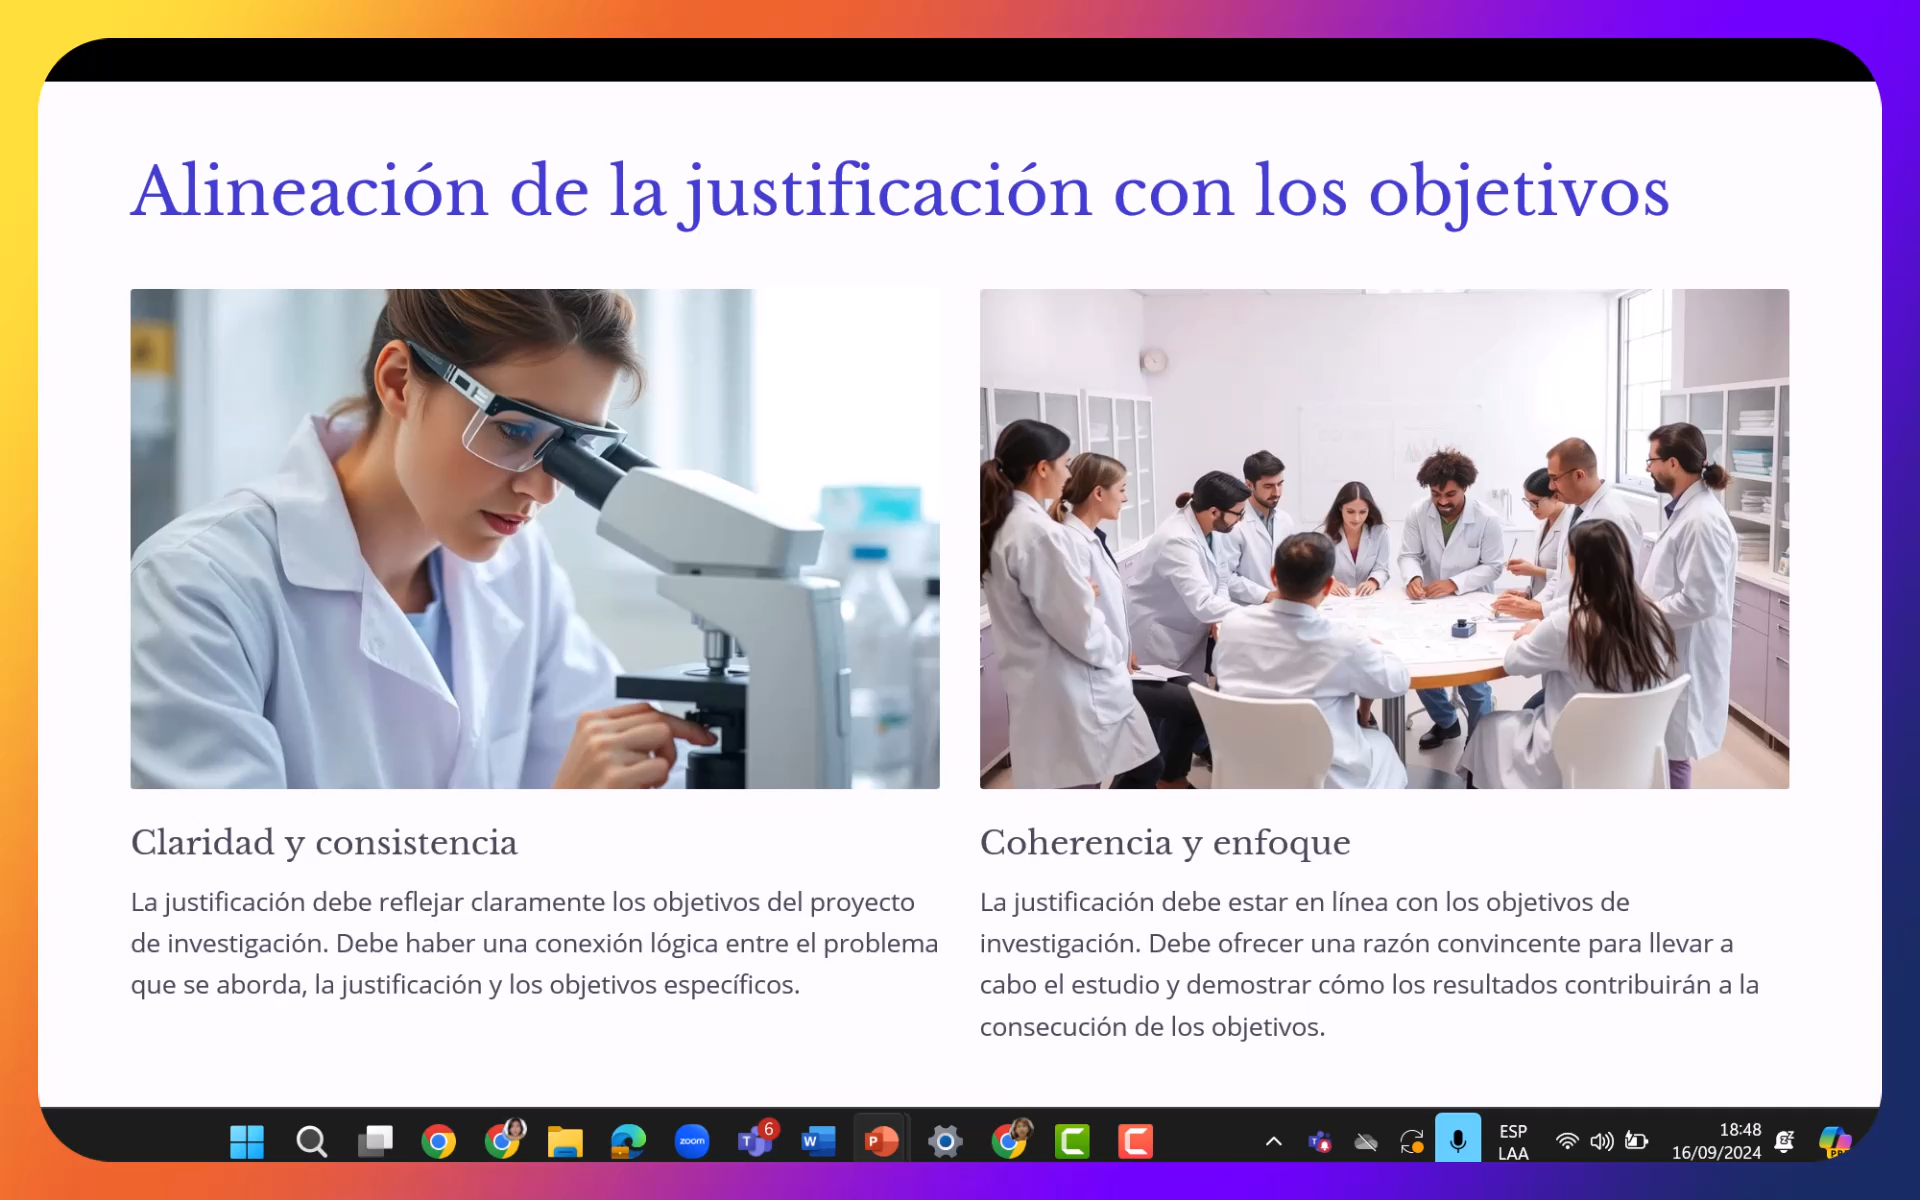 Alineación de la justificación con los objetivos
Claridad y consistencia
La justificación debe reflejar claramente los objetivos del proyecto
de investigación. Debe haber una conexión lógica entre el problema
que se aborda, la justificación y los objetivos específicos.
Coherencia y enfoque
La justificación debe estar en línea con los objetivos de
investigación. Debe ofrecer una razón convincente para llevar a
cabo el estudio y demostrar cómo los resultados contribuirán a la
consecución de los objetivos.
zoom
T
6
W
P
ESP
LAA
18:48
16/09/2024